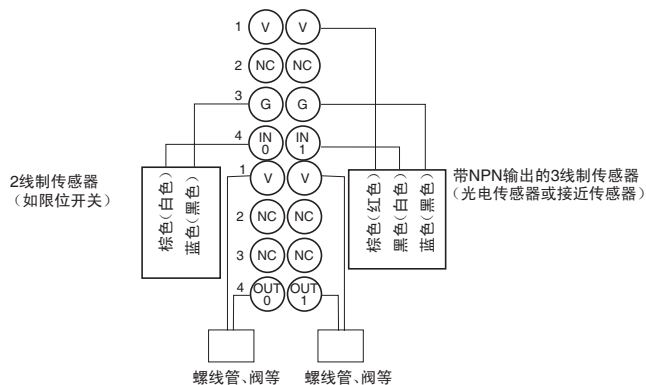 1 V V
2 NC NC
3 G G
4 IN 0 IN 1
1 V V
2 NC NC
3 NC NC
4 OUT 0 OUT 1
2线制传感器
（如限位开关）
棕色（白色）
蓝色（黑色）
带NPN输出的3线制传感器
（光电传感器或接近传感器）
棕色（红色）
黑色（白色）
蓝色（黑色）
螺线管、阀等
螺线管、阀等